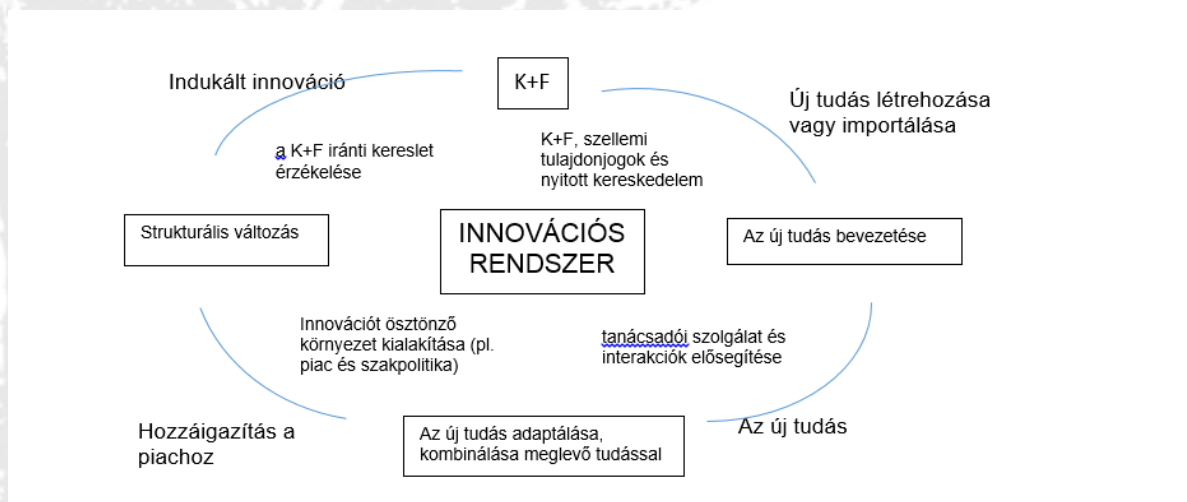 Indukált innováció
K+F
Új tudás létrehozása
vagy importálása
a K+F iránti kereslet
érzékelése
K+F, szellemi
tulajdonjogok és
nyitott kereskedelem
Strukturális változás
INNOVÁCIÓS
RENDSZER
Az új tudás bevezetése
Innovációt ösztönző
környezet kialakítása (pl.
piac és szakpolitika)
tanácsadói szolgálat és
interakciók elősegítése
Hozzáigazítás a
piachoz
Az új tudás adaptálása,
kombinálása meglevő tudással
Az új tudás